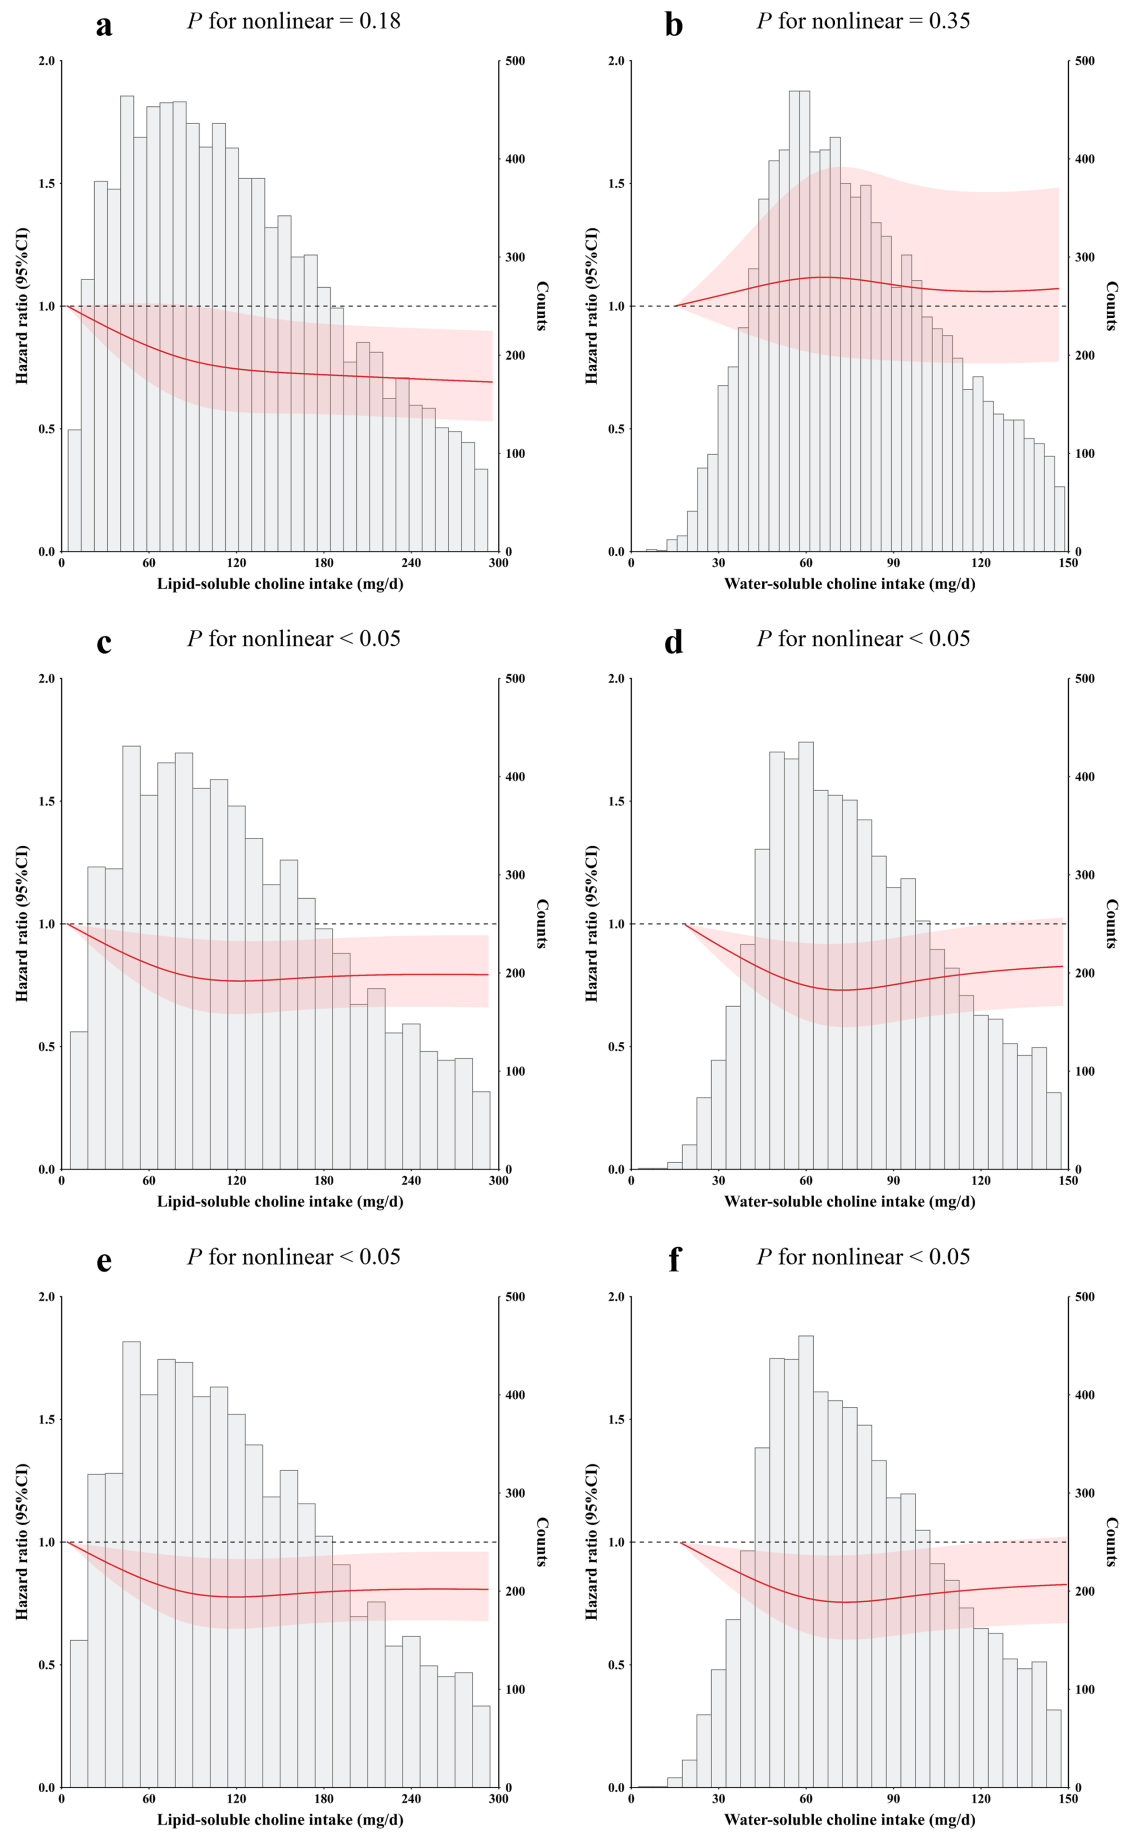 a
P for nonlinear = 0.18
2.0
1.5
1.0
0.5
0.0
Hazard ratio (95%CI)
500
400
300
200
100
0
Counts
0 60 120 180 240 300
Lipid-soluble choline intake (mg/d)
b
P for nonlinear = 0.35
2.0
1.5
1.0
0.5
0.0
Hazard ratio (95%CI)
500
400
300
200
100
0
Counts
0 30 60 90 120 150
Water-soluble choline intake (mg/d)
c
P for nonlinear < 0.05
2.0
1.5
1.0
0.5
0.0
Hazard ratio (95%CI)
500
400
300
200
100
0
Counts
0 60 120 180 240 300
Lipid-soluble choline intake (mg/d)
d
P for nonlinear < 0.05
2.0
1.5
1.0
0.5
0.0
Hazard ratio (95%CI)
500
400
300
200
100
0
Counts
0 30 60 90 120 150
Water-soluble choline intake (mg/d)
e
P for nonlinear < 0.05
2.0
1.5
1.0
0.5
0.0
Hazard ratio (95%CI)
500
400
300
200
100
0
Counts
0 60 120 180 240 300
Lipid-soluble choline intake (mg/d)
f
P for nonlinear < 0.05
2.0
1.5
1.0
0.5
0.0
Hazard ratio (95%CI)
500
400
300
200
100
0
Counts
0 30 60 90 120 150
Water-soluble choline intake (mg/d)